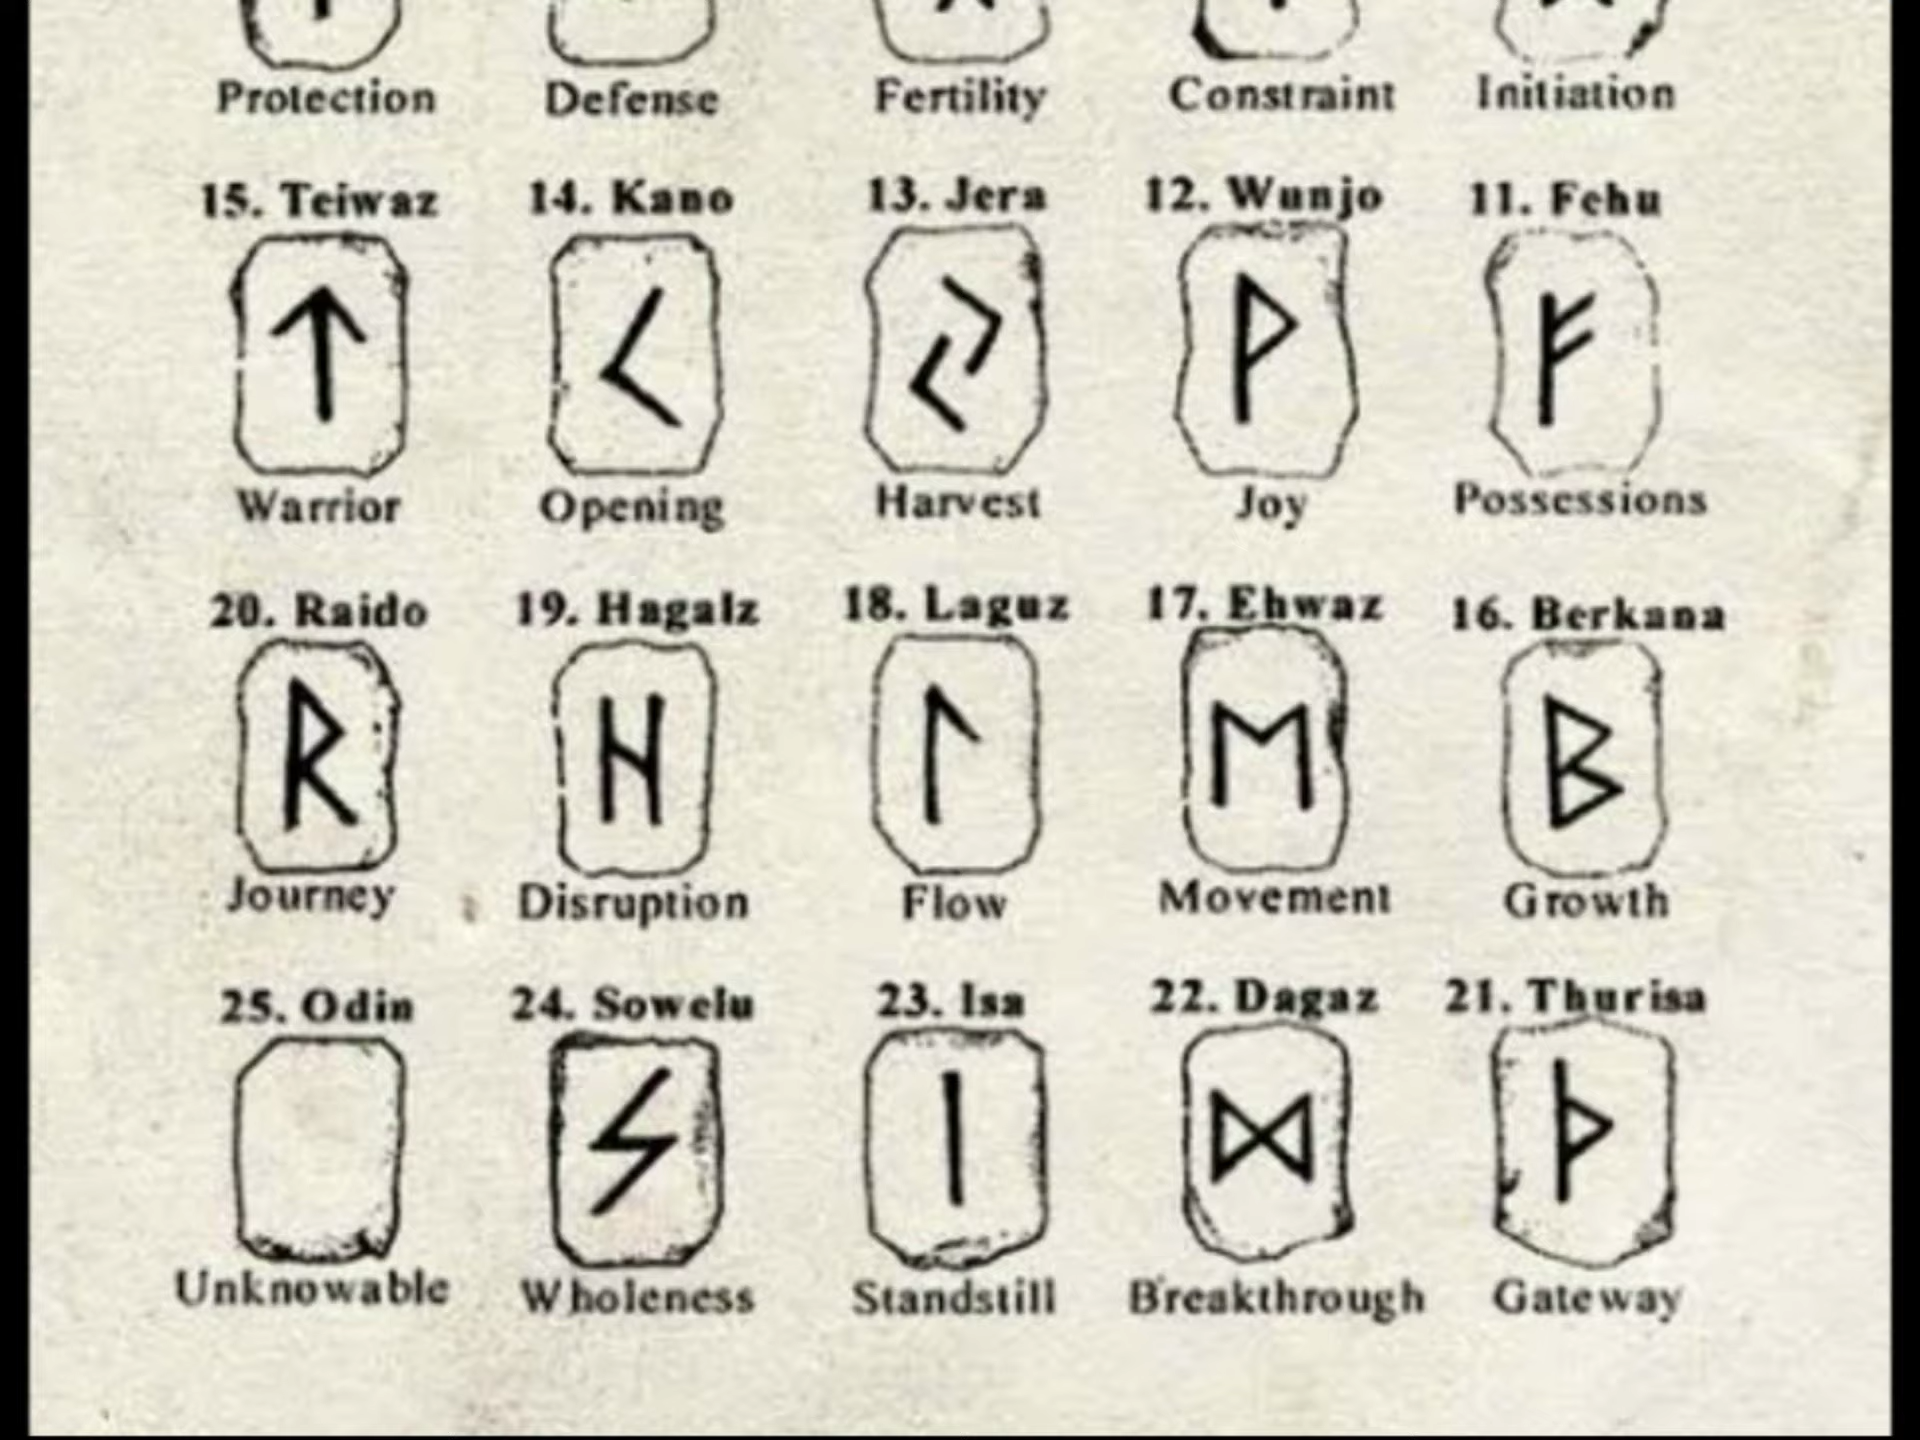 Protection Defense Fertility Constraint Initiation
15. Teiwaz 14. Kano 13. Jera 12. Wunjo 11. Fehu
ᛏ ᚲ ᛃ ᚹ ᚠ
Warrior Opening Harvest Joy Possessions
20. Raido 19. Hagalz 18. Laguz 17. Ehwaz 16. Berkana
ᚱ ᚺ ᛚ ᛖ ᛒ
Journey Disruption Flow Movement Growth
25. Odin 24. Sowelu 23. Isa 22. Dagaz 21. Thurisa
ᛊ ᛁ ᛞ ᚦ
Unknowable Wholeness Standstill Breakthrough Gateway